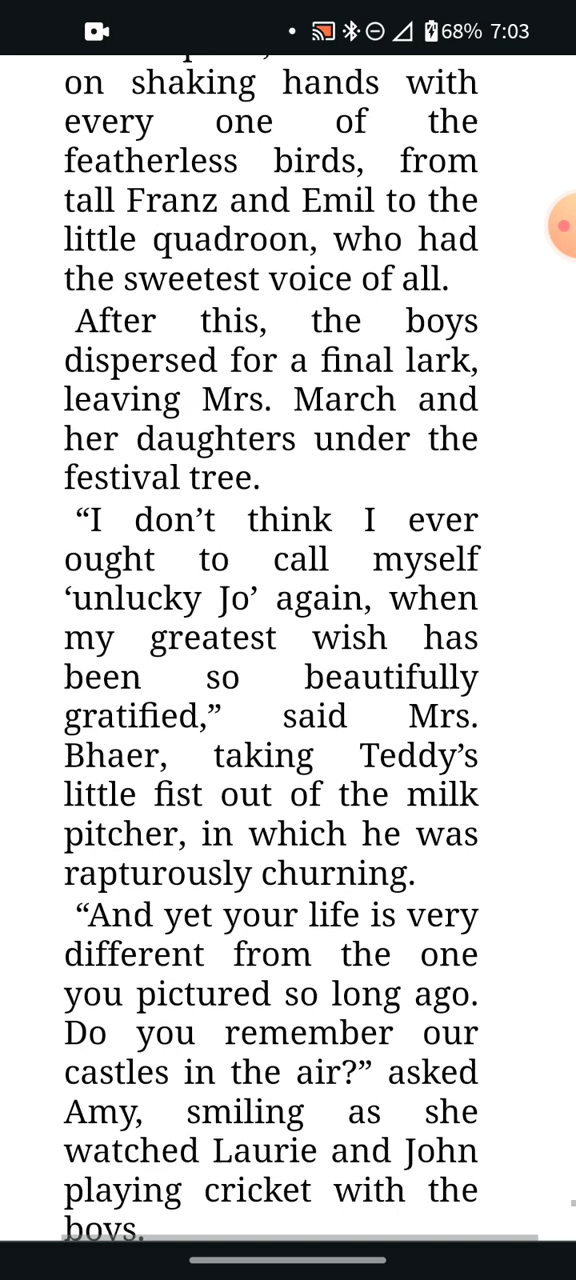 68% 7:03
on shaking hands with
every one of the
featherless birds, from
tall Franz and Emil to the
little quadroon, who had
the sweetest voice of all.
After this, the boys
dispersed for a final lark,
leaving Mrs. March and
her daughters under the
festival tree.
“I don’t think I ever
ought to call myself
‘unlucky Jo’ again, when
my greatest wish has
been so beautifully
gratified,” said Mrs.
Bhaer, taking Teddy’s
little fist out of the milk
pitcher, in which he was
rapturously churning.
“And yet your life is very
different from the one
you pictured so long ago.
Do you remember our
castles in the air?” asked
Amy, smiling as she
watched Laurie and John
playing cricket with the
boys.